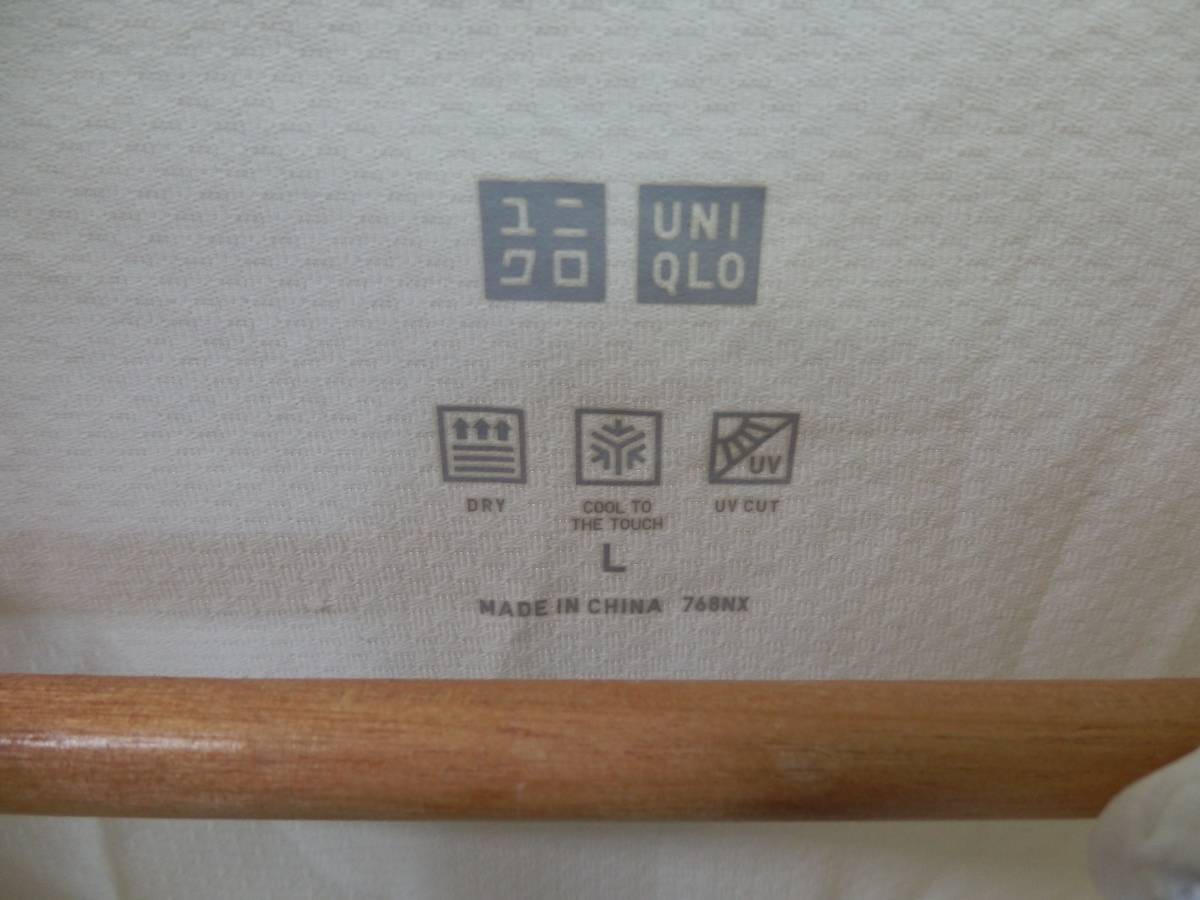 ユニ
クロ
UNI
QLO
UV
DRY
COOL TO
THE TOUCH
UV CUT
L
MADE IN CHINA 768NX